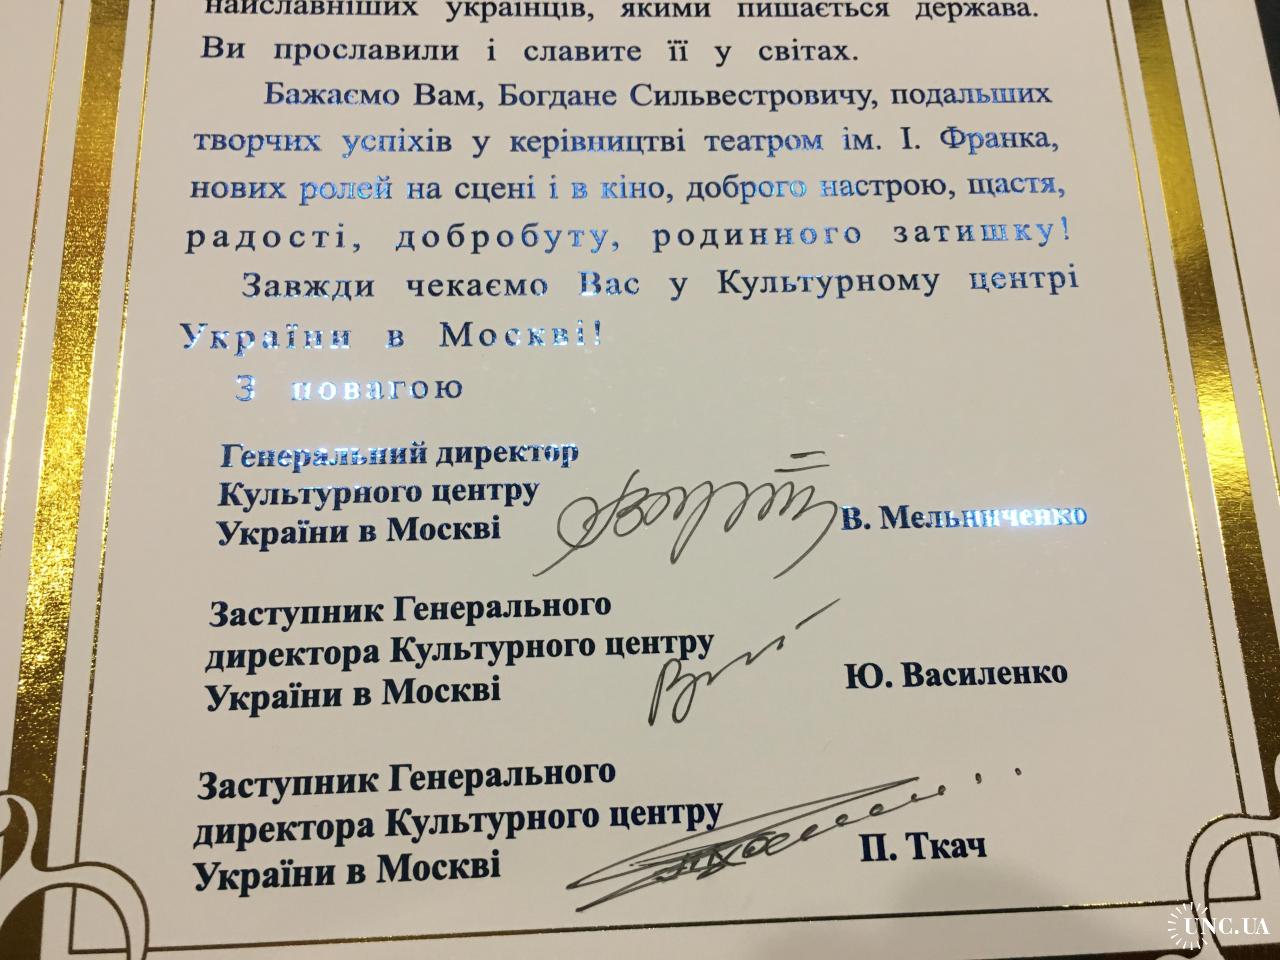 найславніших українців, якими пишається держава.
Ви прославили і славите її у світах.
Бажаємо Вам, Богдане Сильвестровичу, подальших
творчих успіхів у керівництві театром ім. І. Франка,
нових ролей на сцені і в кіно, доброго настрою, щастя,
радості, добробуту, родинного затишку!
Завжди чекаємо Вас у Культурному центрі
України в Москві!
З повагою
Генеральний директор
Культурного центру
України в Москві В. Мельниченко
Заступник Генерального
директора Культурного центру
України в Москві Ю. Василенко
Заступник Генерального
директора Культурного центру
України в Москві П. Ткач
UNC.UA